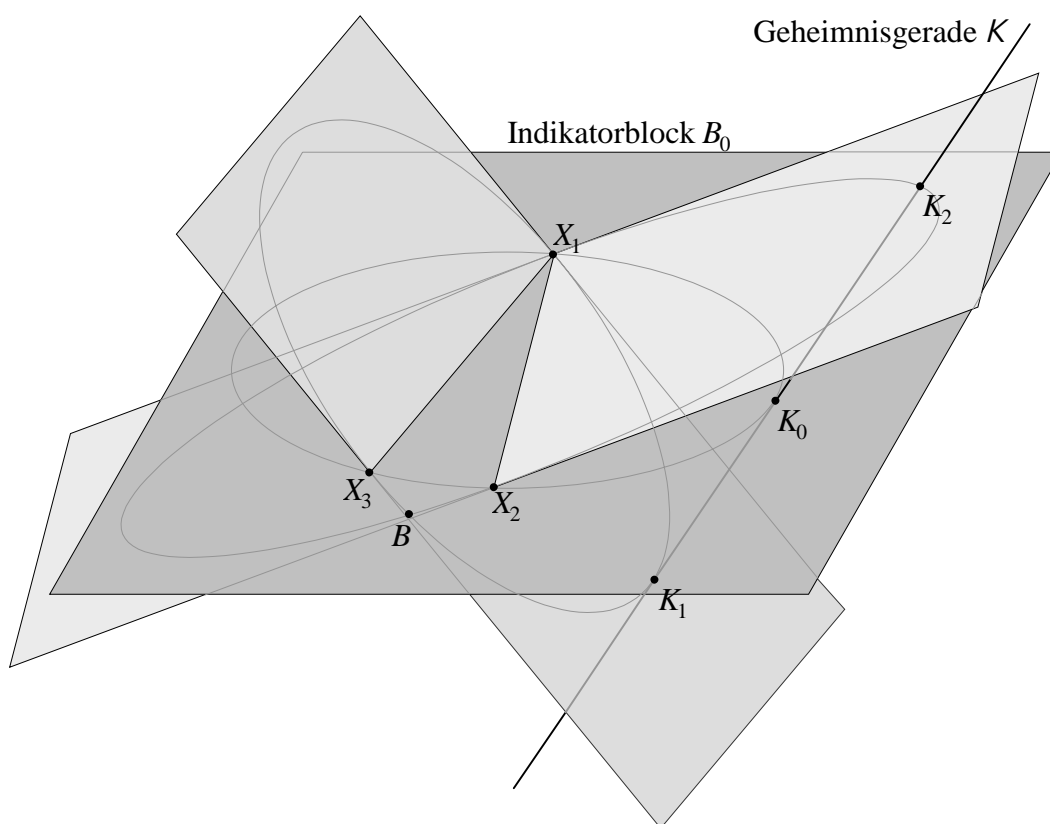 Geheimnisgerade K
Indikatorblock B₀
K₂
X₁
K₀
X₃
X₂
B
K₁